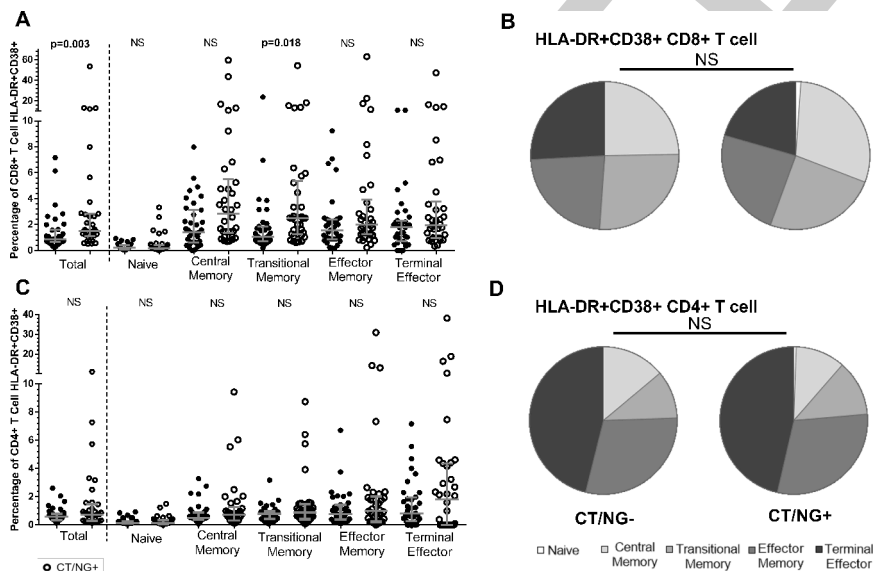 A
p=0.003 NS NS p=0.018 NS NS
Percentage of CD8+ T Cell HLA-DR+CD38+
60
40
20
10
8
6
4
2
0
Total Naive Central Memory Transitional Memory Effector Memory Terminal Effector
B
HLA-DR+CD38+ CD8+ T cell
NS
C
NS NS NS NS NS NS
Percentage of CD4+ T Cell HLA-DR+CD38+
40
30
20
10
8
6
4
2
0
Total Naive Central Memory Transitional Memory Effector Memory Terminal Effector
CT/NG+
D
HLA-DR+CD38+ CD4+ T cell
NS
CT/NG- CT/NG+
Naive Central Memory Transitional Memory Effector Memory Terminal Effector